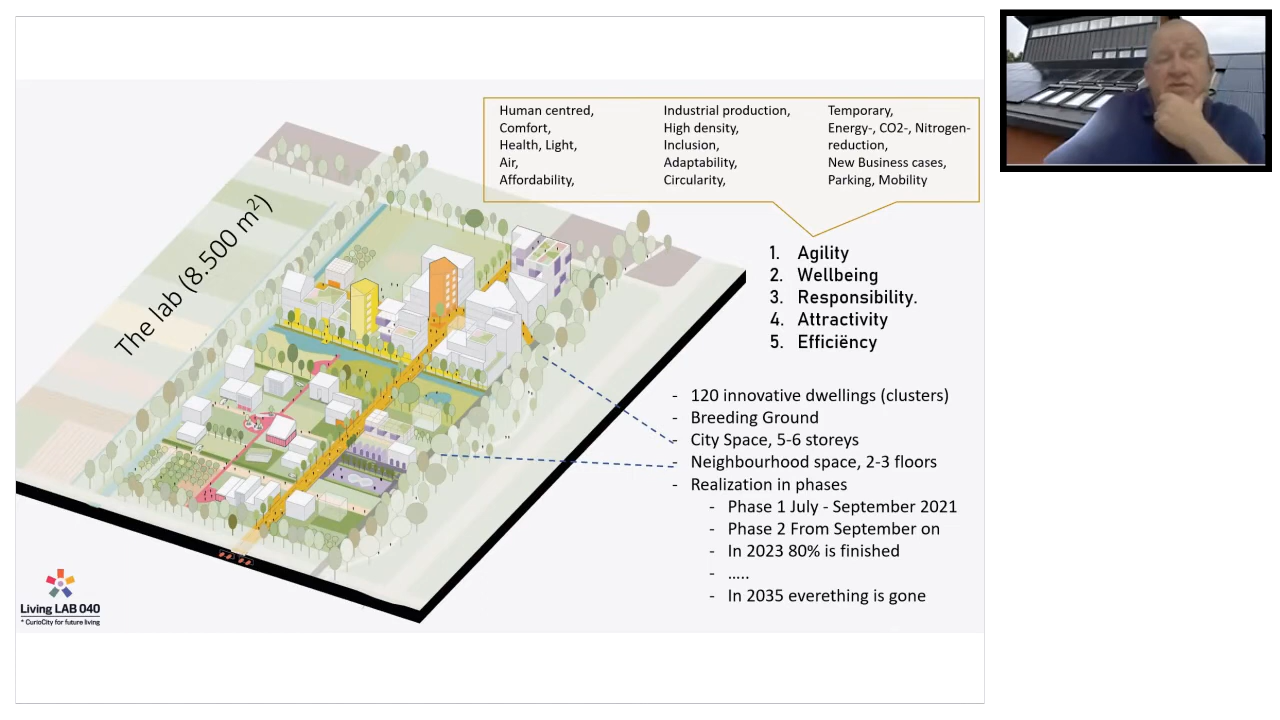 Human centred,
Comfort,
Health, Light,
Air,
Affordability,
Industrial production,
High density,
Inclusion,
Adaptability,
Circularity,
Temporary,
Energy-, CO2-, Nitrogen-
reduction,
New Business cases,
Parking, Mobility
The lab (8.500 m²)
1. Agility
2. Wellbeing
3. Responsibility.
4. Attractivity
5. Efficiëncy
- 120 innovative dwellings (clusters)
- Breeding Ground
- City Space, 5-6 storeys
- Neighbourhood space, 2-3 floors
- Realization in phases
- Phase 1 July - September 2021
- Phase 2 From September on
- In 2023 80% is finished
- .....
- In 2035 everething is gone
Living LAB 040
* CurioCity for future living